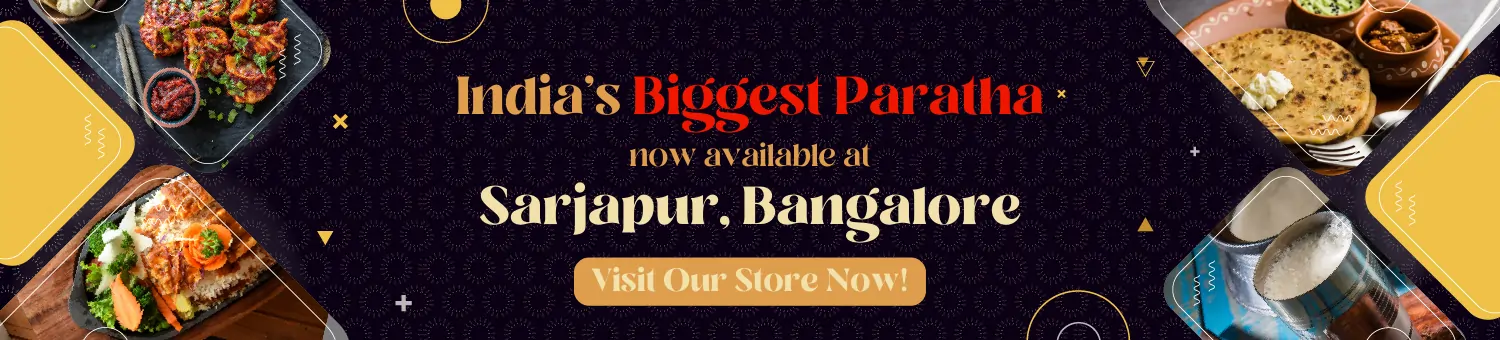 India's Biggest Paratha
now available at
Sarjapur, Bangalore
Visit Our Store Now!